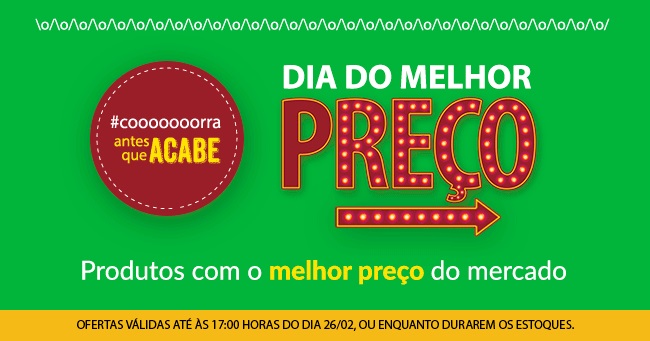 \o/\o/\o/\o/\o/\o/\o/\o/\o/\o/\o/\o/\o/\o/\o/\o/\o/\o/\o/\o/\o/\o/\o/\o/\o/\o/\o/
#cooooooorra
antes
que ACABE
DIA DO MELHOR
PREÇO
Produtos com o melhor preço do mercado
OFERTAS VÁLIDAS ATÉ ÀS 17:00 HORAS DO DIA 26/02, OU ENQUANTO DURAREM OS ESTOQUES.